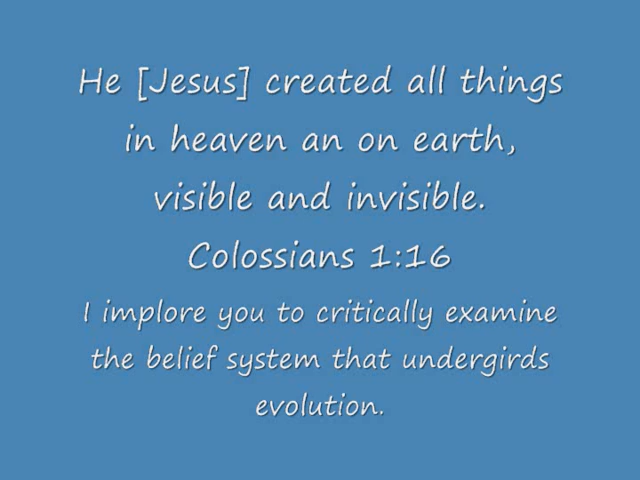 He [Jesus] created all things
in heaven an on earth,
visible and invisible.
Colossians 1:16
I implore you to critically examine
the belief system that undergirds
evolution.